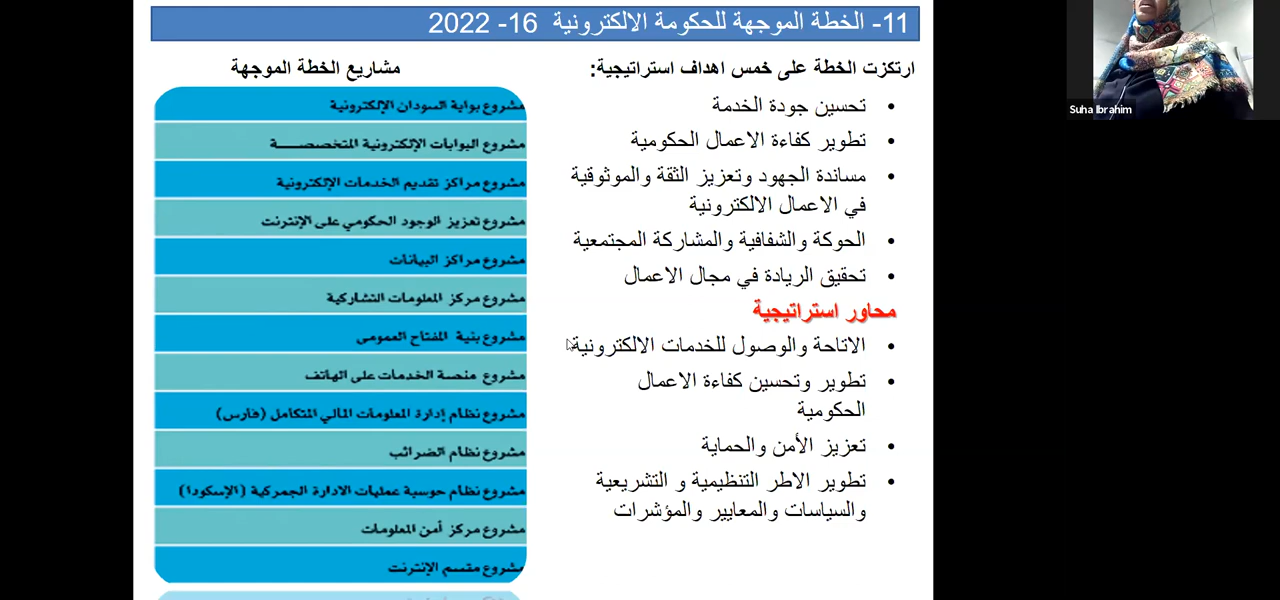 11- الخطة الموجهة للحكومة الالكترونية 16- 2022
ارتكزت الخطة على خمس اهداف استراتيجية:
• تحسين جودة الخدمة
• تطوير كفاءة الاعمال الحكومية
• مساندة الجهود وتعزيز الثقة والموثوقية
في الاعمال الالكترونية
• الحوكة والشفافية والمشاركة المجتمعية
• تحقيق الريادة في مجال الاعمال
محاور استراتيجية
• الاتاحة والوصول للخدمات الالكترونية
• تطوير وتحسين كفاءة الاعمال
الحكومية
• تعزيز الأمن والحماية
• تطوير الاطر التنظيمية و التشريعية
والسياسات والمعايير والمؤشرات
مشاريع الخطة الموجهة
مشروع بوابة السودان الإلكترونية
مشروع البوابات الإلكترونية المتخصصة
مشروع مراكز تقديم الخدمات الإلكترونية
مشروع تعزيز الوجود الحكومي على الإنترنت
مشروع مراكز البيانات
مشروع مركز المعلومات التشاركية
مشروع بنية المفتاح العمومي
مشروع منصة الخدمات على الهاتف
مشروع نظام إدارة المعلومات المالي المتكامل (فارس)
مشروع نظام الضرائب
مشروع نظام حوسبة عمليات الادارة الجمركية (الإسكودا)
مشروع مركز أمن المعلومات
مشروع مقسم الإنترنت
Suha Ibrahim